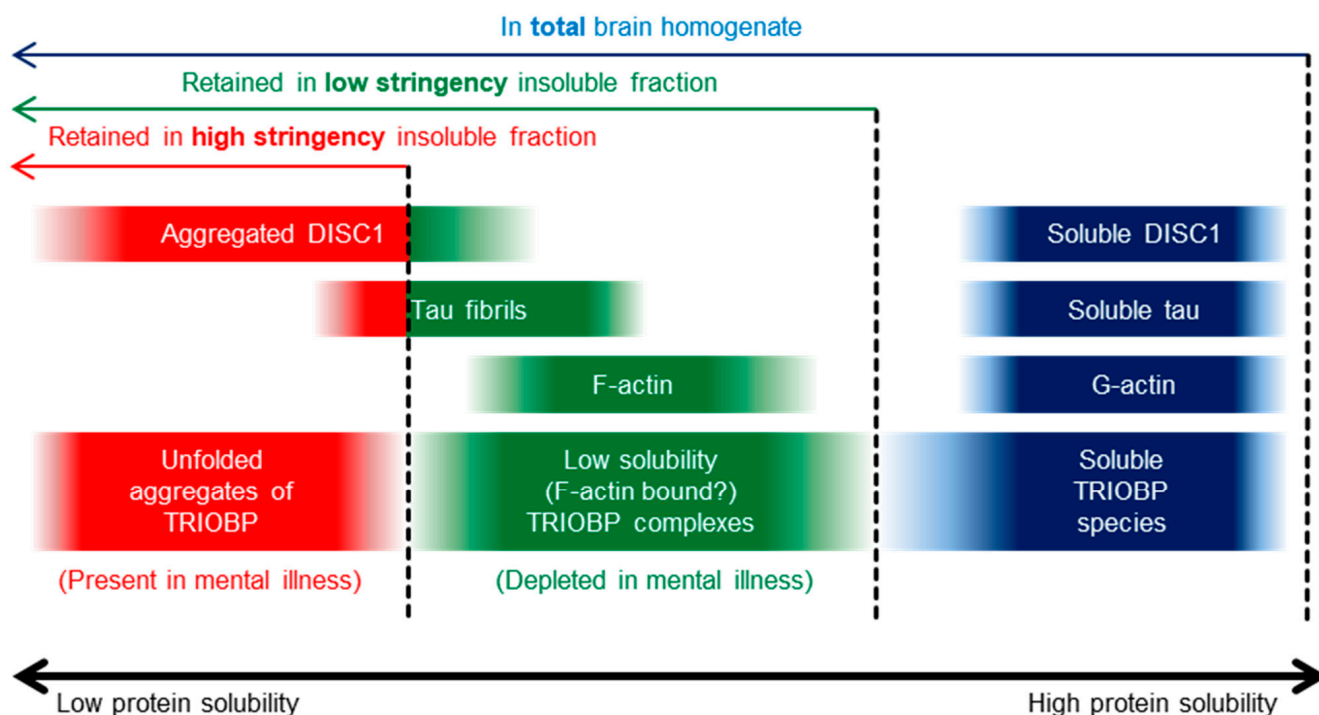 In total brain homogenate
Retained in low stringency insoluble fraction
Retained in high stringency insoluble fraction
Aggregated DISC1
Soluble DISC1
Tau fibrils
Soluble tau
F-actin
G-actin
Unfolded
aggregates of
TRIOBP
Low solubility
(F-actin bound?)
TRIOBP complexes
Soluble
TRIOBP
species
(Present in mental illness)
(Depleted in mental illness)
Low protein solubility
High protein solubility